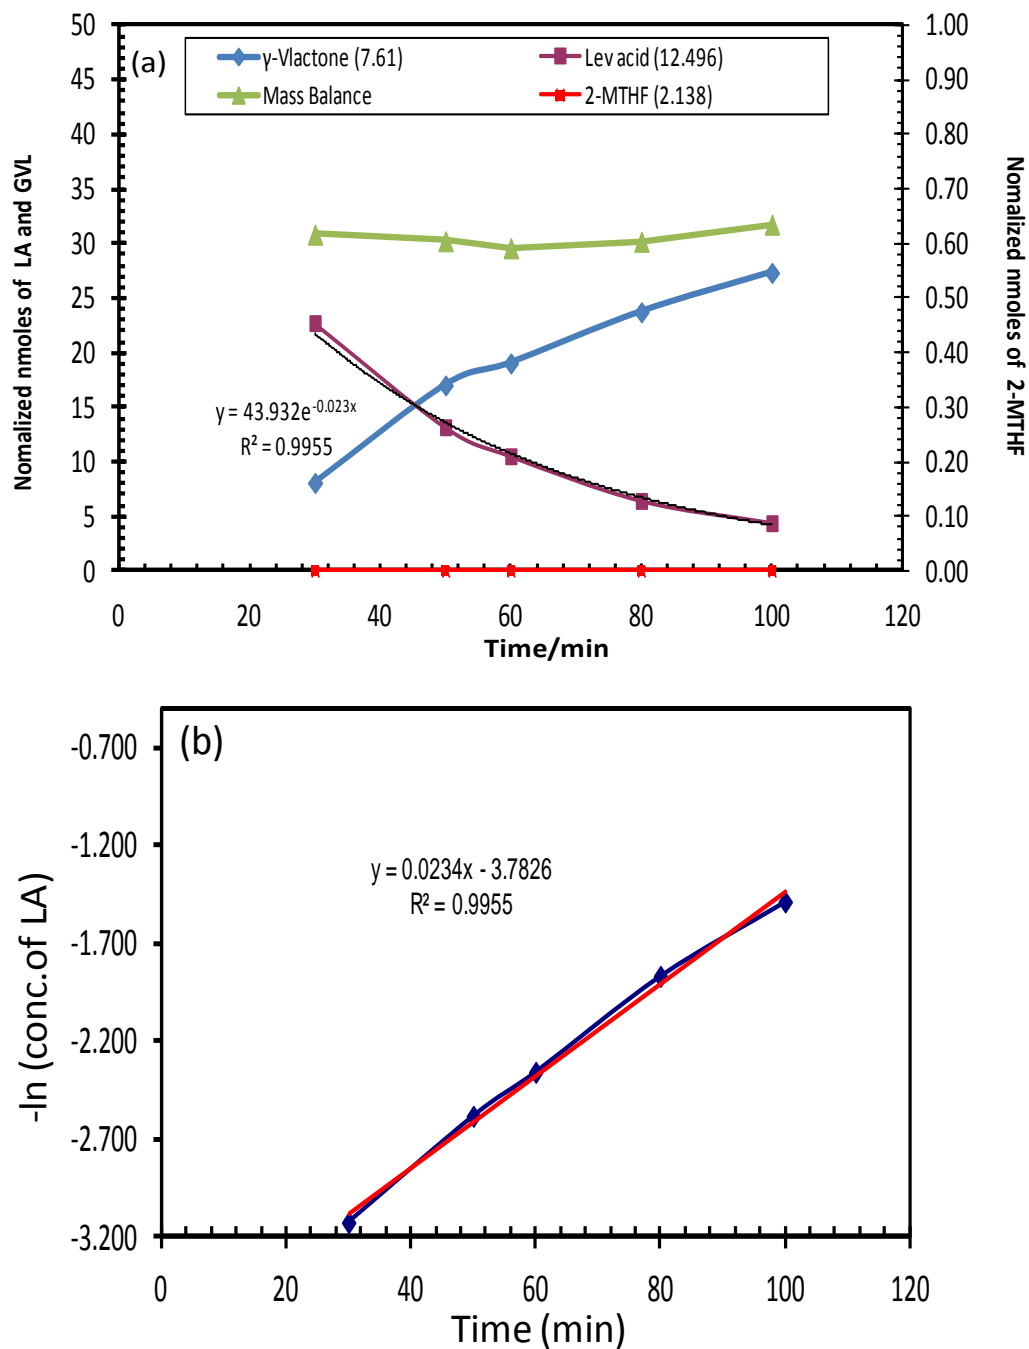 (a)
γ-Vlactone (7.61)
Lev acid (12.496)
Mass Balance
2-MTHF (2.138)
50
45
40
35
30
25
20
15
10
5
0
Nomalized nmoles of LA and GVL
1.00
0.90
0.80
0.70
0.60
0.50
0.40
0.30
0.20
0.10
0.00
Nomalized nmoles of 2-MTHF
y = 43.932e^-0.023x
R² = 0.9955
0 20 40 60 80 100 120
Time/min
(b)
-0.700
-1.200
-1.700
-2.200
-2.700
-3.200
-ln (conc.of LA)
y = 0.0234x - 3.7826
R² = 0.9955
0 20 40 60 80 100 120
Time (min)